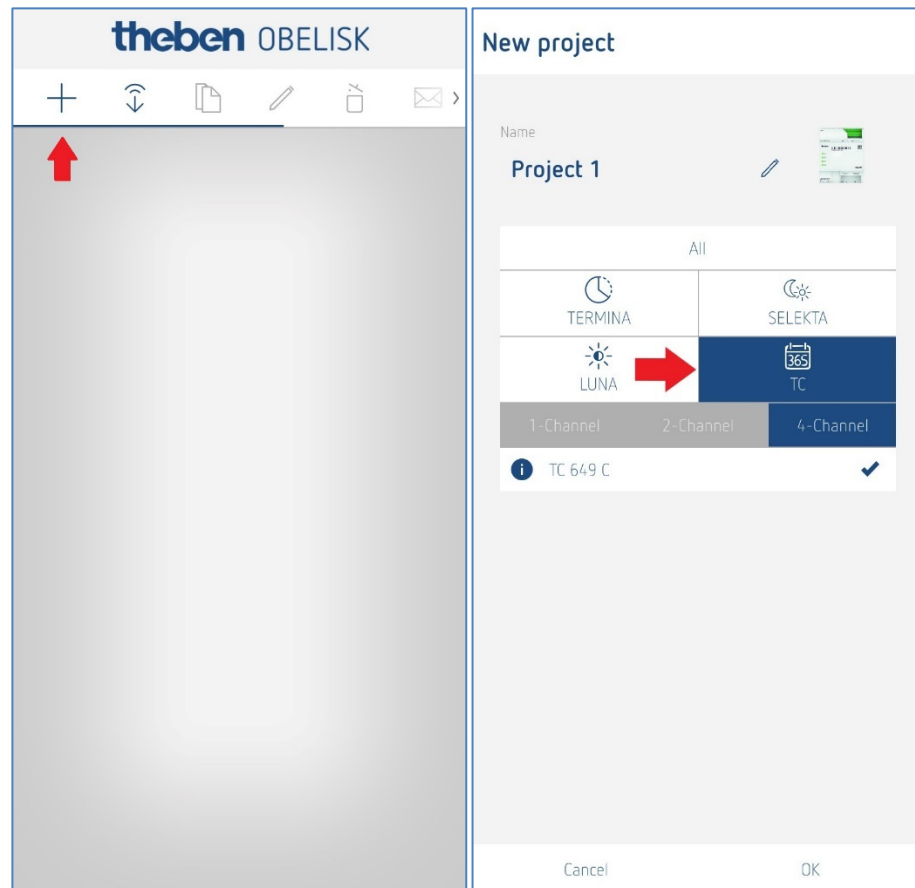 theben OBELISK
New project
Name
Project 1
All
TERMINA
SELEKTA
LUNA
365
TC
1-Channel 2-Channel 4-Channel
i TC 649 C
Cancel OK